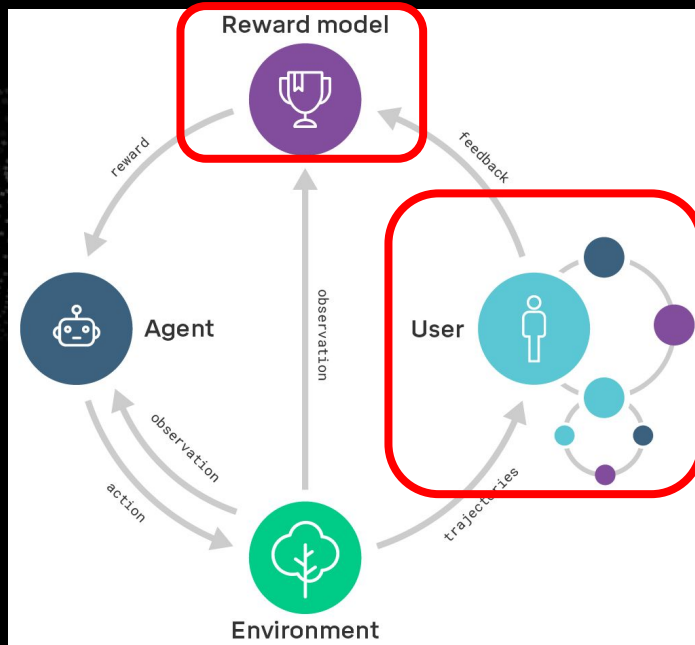 Reward model
reward
feedback
Agent
observation
User
observation
action
trajectories
Environment